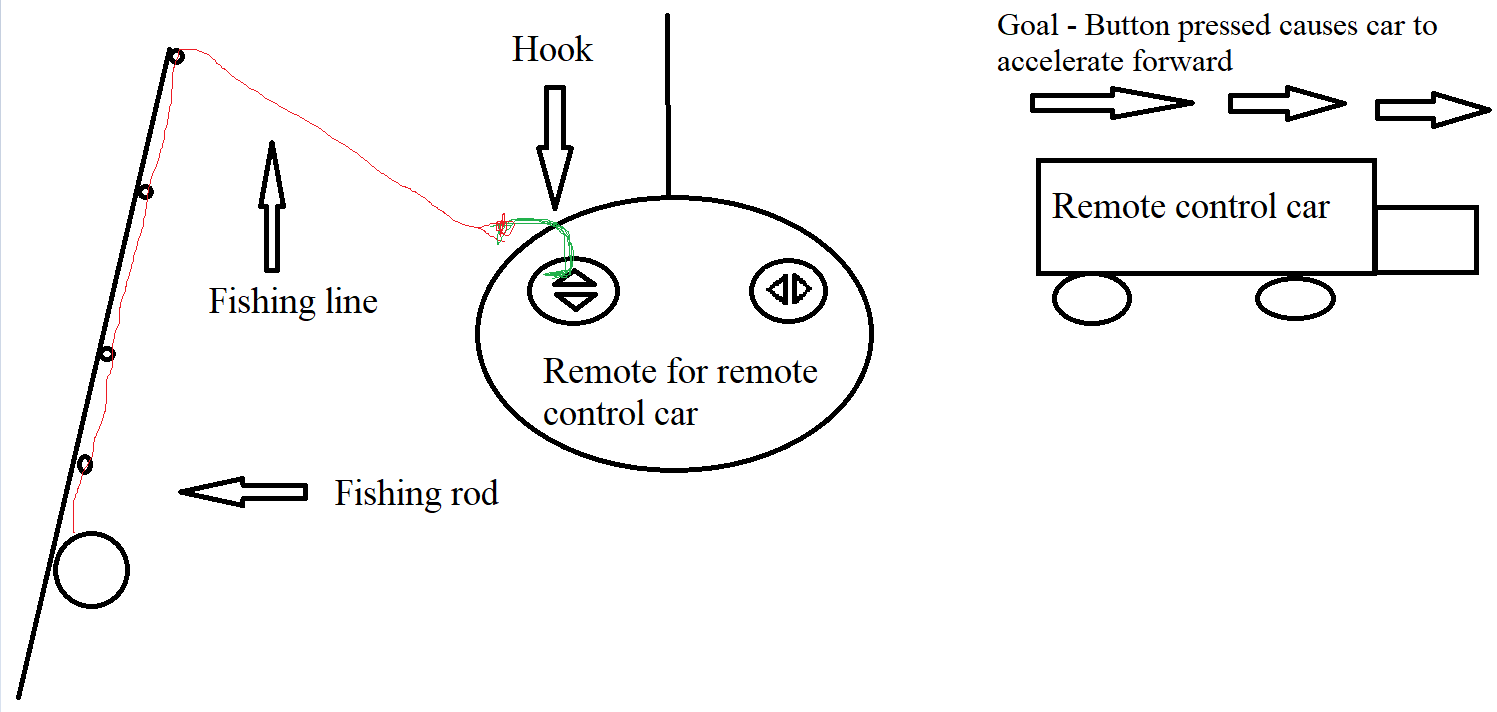 Goal - Button pressed causes car to
accelerate forward
Hook
Remote control car
Fishing line
Remote for remote
control car
Fishing rod